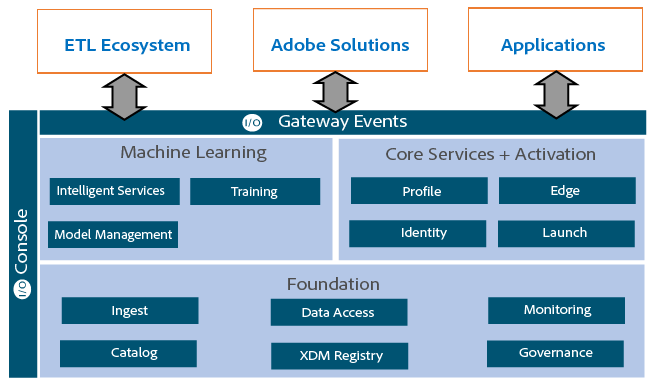 ETL Ecosystem
Adobe Solutions
Applications
I/O Gateway Events
I/O Console
Machine Learning
Intelligent Services
Training
Model Management
Core Services + Activation
Profile
Edge
Identity
Launch
Foundation
Ingest
Data Access
Monitoring
Catalog
XDM Registry
Governance